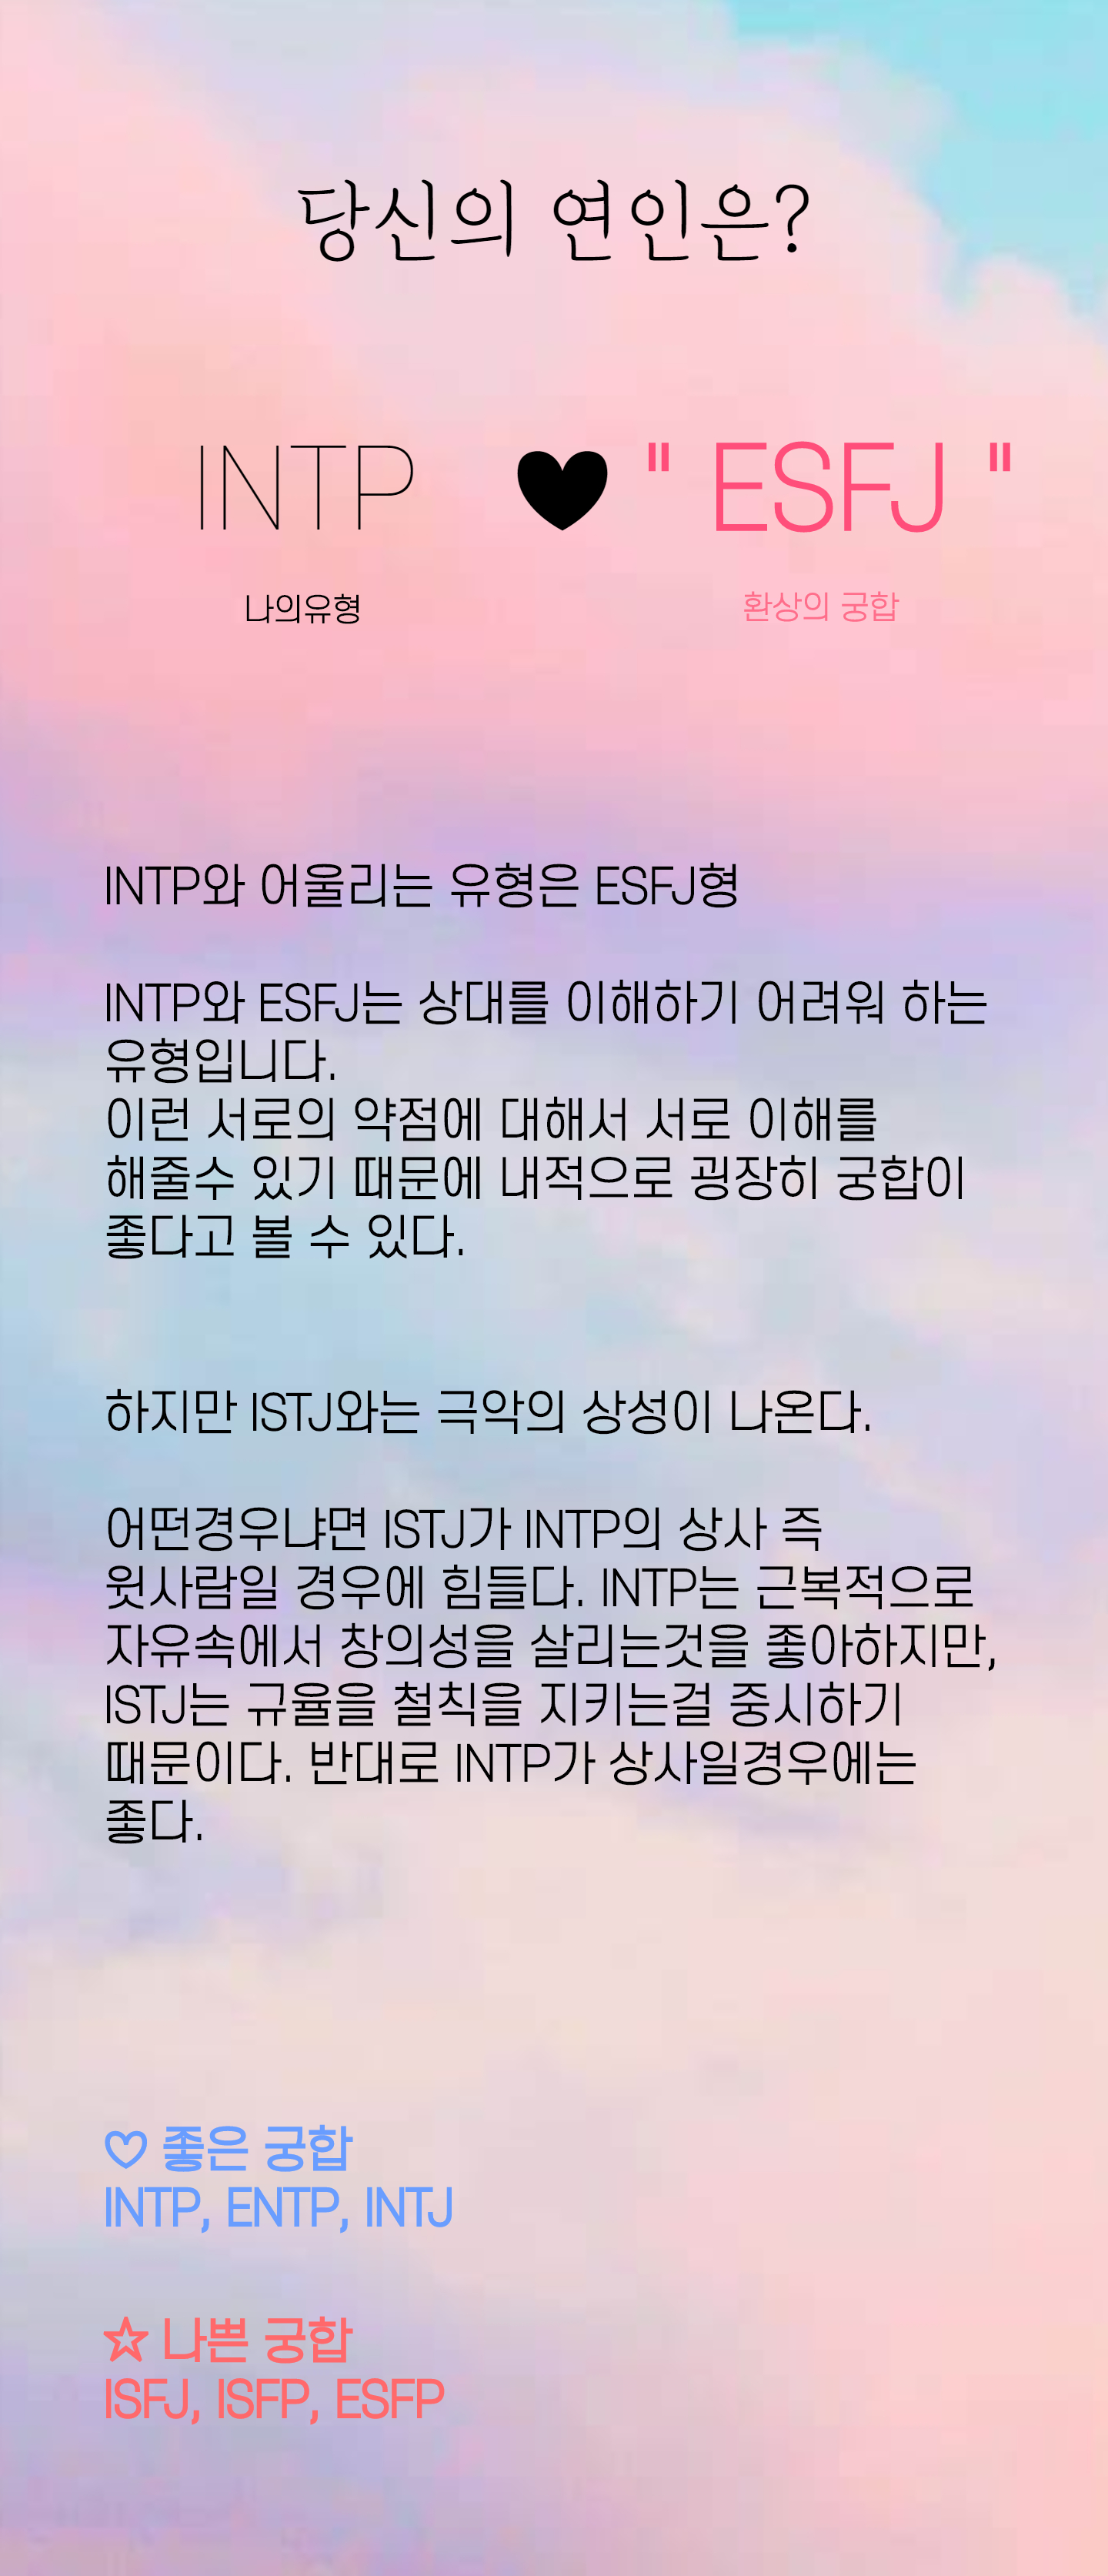 당신의 연인은?
INTP ♥ " ESFJ "
나의유형 환상의 궁합
INTP와 어울리는 유형은 ESFJ형
INTP와 ESFJ는 상대를 이해하기 어려워 하는
유형입니다.
이런 서로의 약점에 대해서 서로 이해를
해줄수 있기 때문에 내적으로 굉장히 궁합이
좋다고 볼 수 있다.
하지만 ISTJ와는 극악의 상성이 나온다.
어떤경우냐면 ISTJ가 INTP의 상사 즉
윗사람일 경우에 힘들다. INTP는 근복적으로
자유속에서 창의성을 살리는것을 좋아하지만,
ISTJ는 규율을 철칙을 지키는걸 중시하기
때문이다. 반대로 INTP가 상사일경우에는
좋다.
♡ 좋은 궁합
INTP, ENTP, INTJ
☆ 나쁜 궁합
ISFJ, ISFP, ESFP